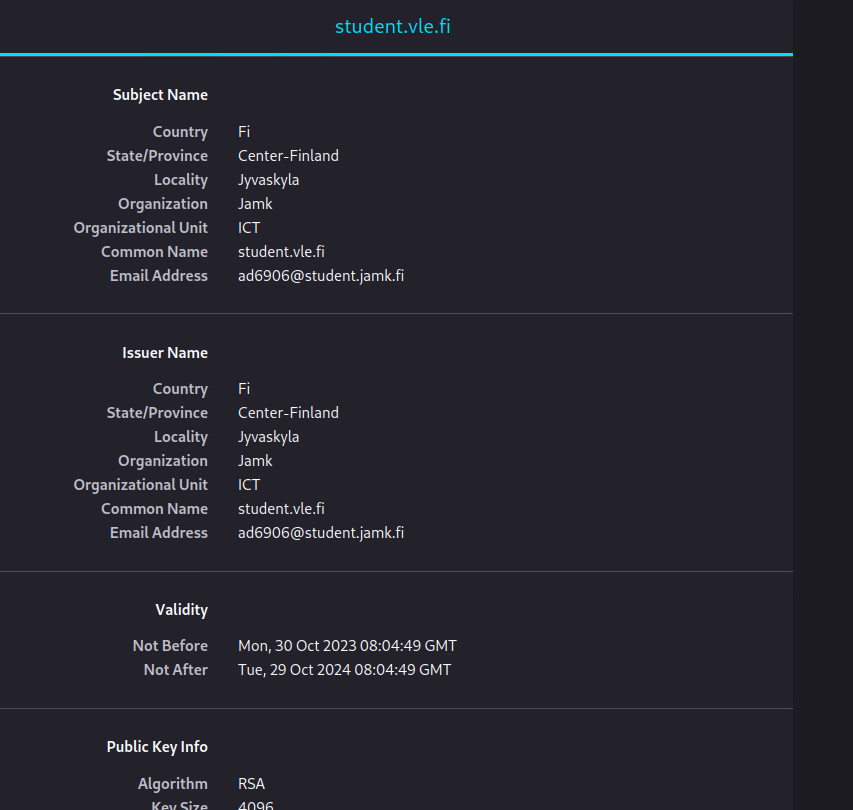 student.vle.fi
Subject Name
Country Fi
State/Province Center-Finland
Locality Jyvaskyla
Organization Jamk
Organizational Unit ICT
Common Name student.vle.fi
Email Address ad6906@student.jamk.fi
Issuer Name
Country Fi
State/Province Center-Finland
Locality Jyvaskyla
Organization Jamk
Organizational Unit ICT
Common Name student.vle.fi
Email Address ad6906@student.jamk.fi
Validity
Not Before Mon, 30 Oct 2023 08:04:49 GMT
Not After Tue, 29 Oct 2024 08:04:49 GMT
Public Key Info
Algorithm RSA
Key Size 4096